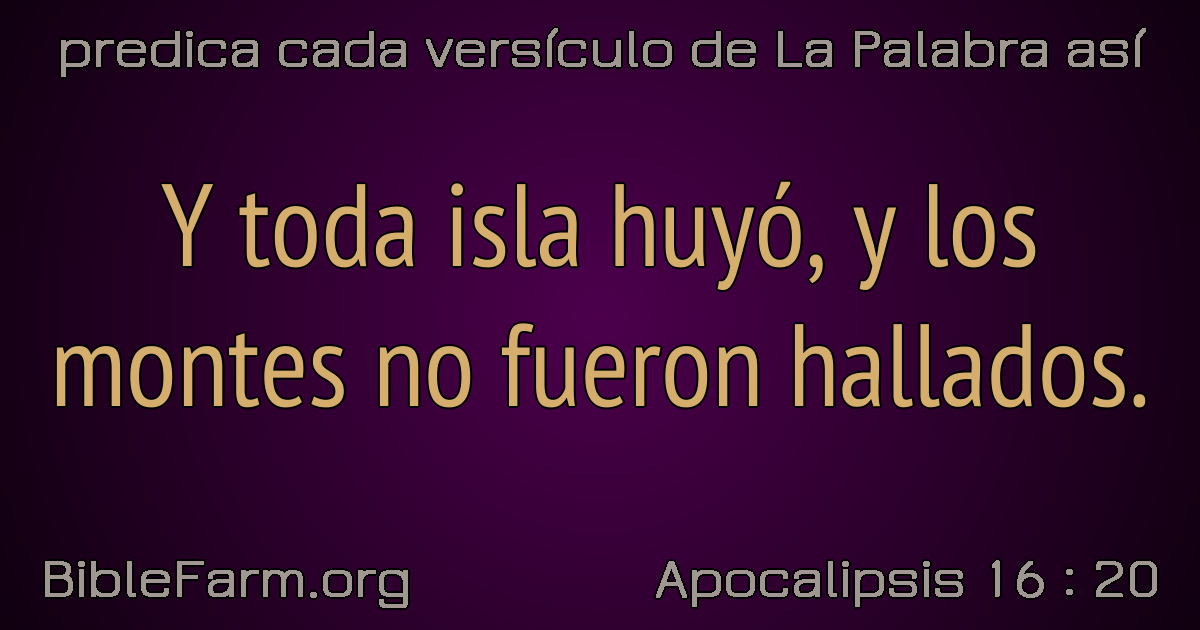 predica cada versículo de La Palabra así
Y toda isla huyó, y los
montes no fueron hallados.
BibleFarm.org
Apocalipsis 16 : 20